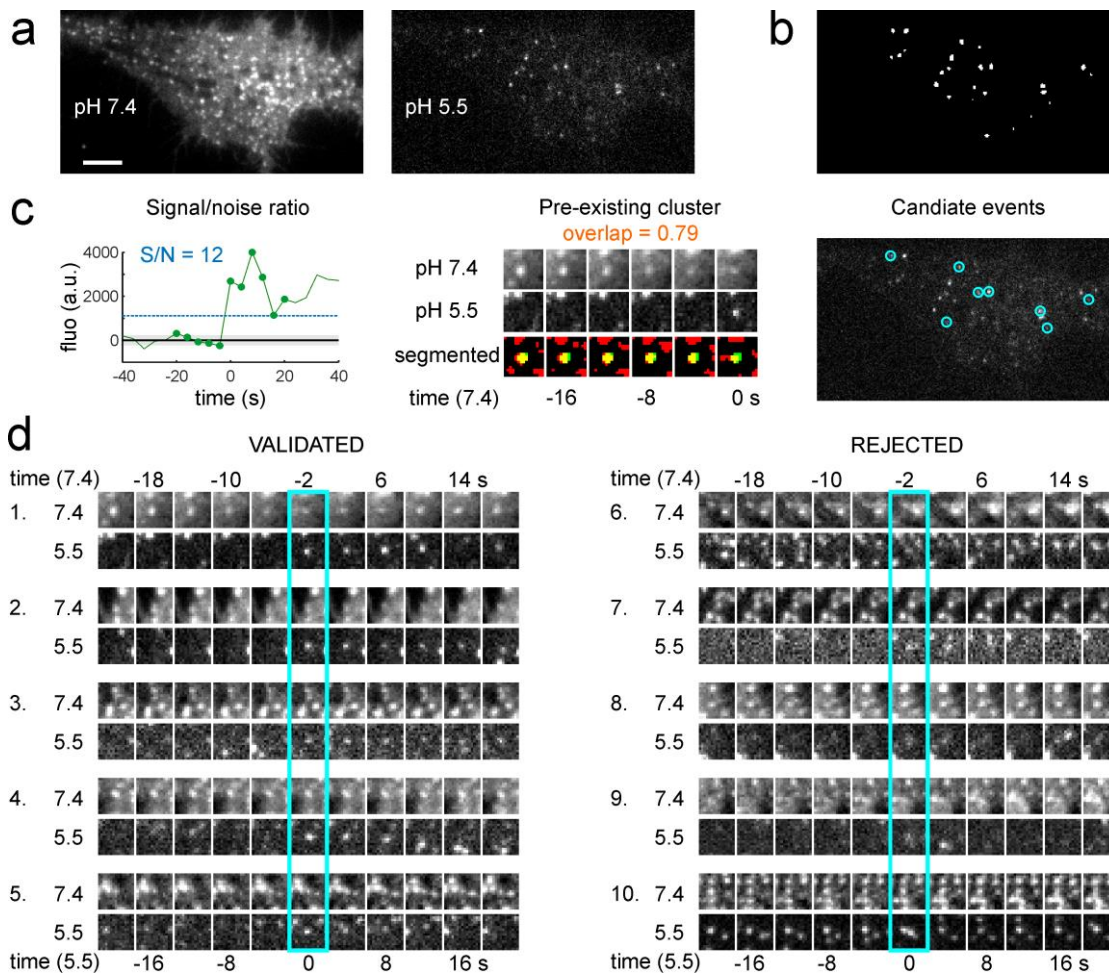 a
pH 7.4
pH 5.5
b
c
Signal/noise ratio
S/N = 12
fluo (a.u.)
4000
2000
0
-40 -20 0 20 40
time (s)
Pre-existing cluster
overlap = 0.79
pH 7.4
pH 5.5
segmented
time (7.4) -16 -8 0 s
Candiate events
d
VALIDATED
time (7.4) -18 -10 -2 6 14 s
1. 7.4
5.5
2. 7.4
5.5
3. 7.4
5.5
4. 7.4
5.5
5. 7.4
5.5
time (5.5) -16 -8 0 8 16 s
REJECTED
time (7.4) -18 -10 -2 6 14 s
6. 7.4
5.5
7. 7.4
5.5
8. 7.4
5.5
9. 7.4
5.5
10. 7.4
5.5
time (5.5) -16 -8 0 8 16 s